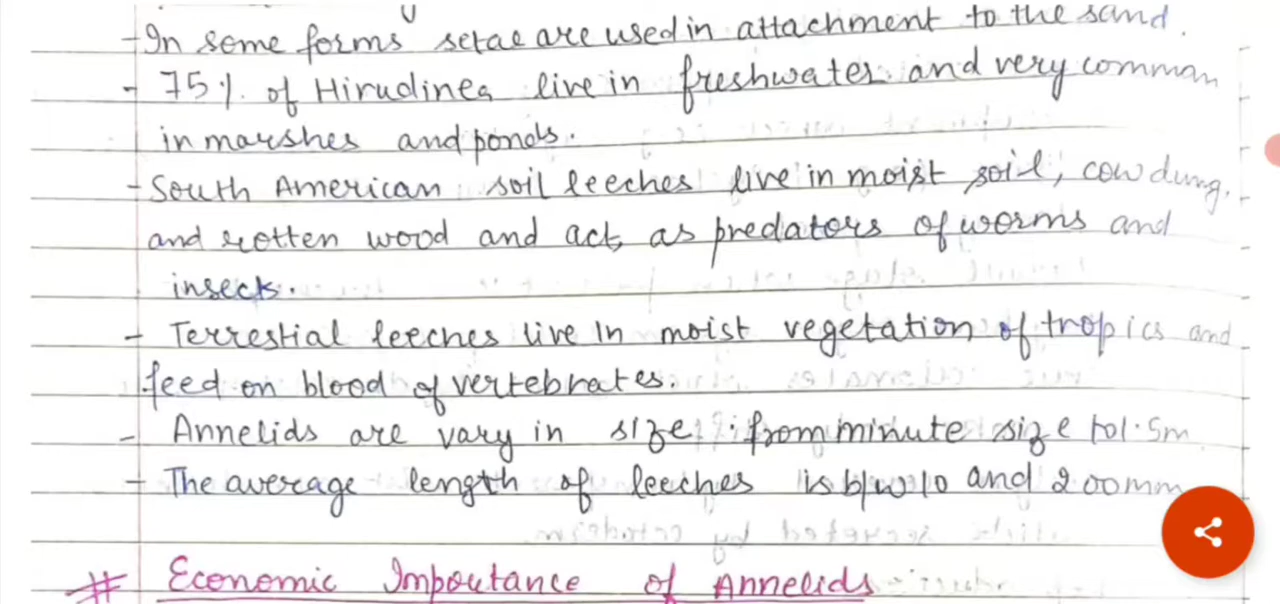 - In some forms setae are used in attachment to the sand.
- 75% of Hirudinea live in freshwater and very common
in marshes and ponds.
- South American soil leeches live in moist soil, cow dung,
and rotten wood and act as predators of worms and
insects.
- Terrestial leeches live in moist vegetation of tropics and
feed on blood of vertebrates.
- Annelids are vary in size from minute size to 1.5m
- The average length of leeches is b/w 10 and 200mm
# Economic Importance of Annelids